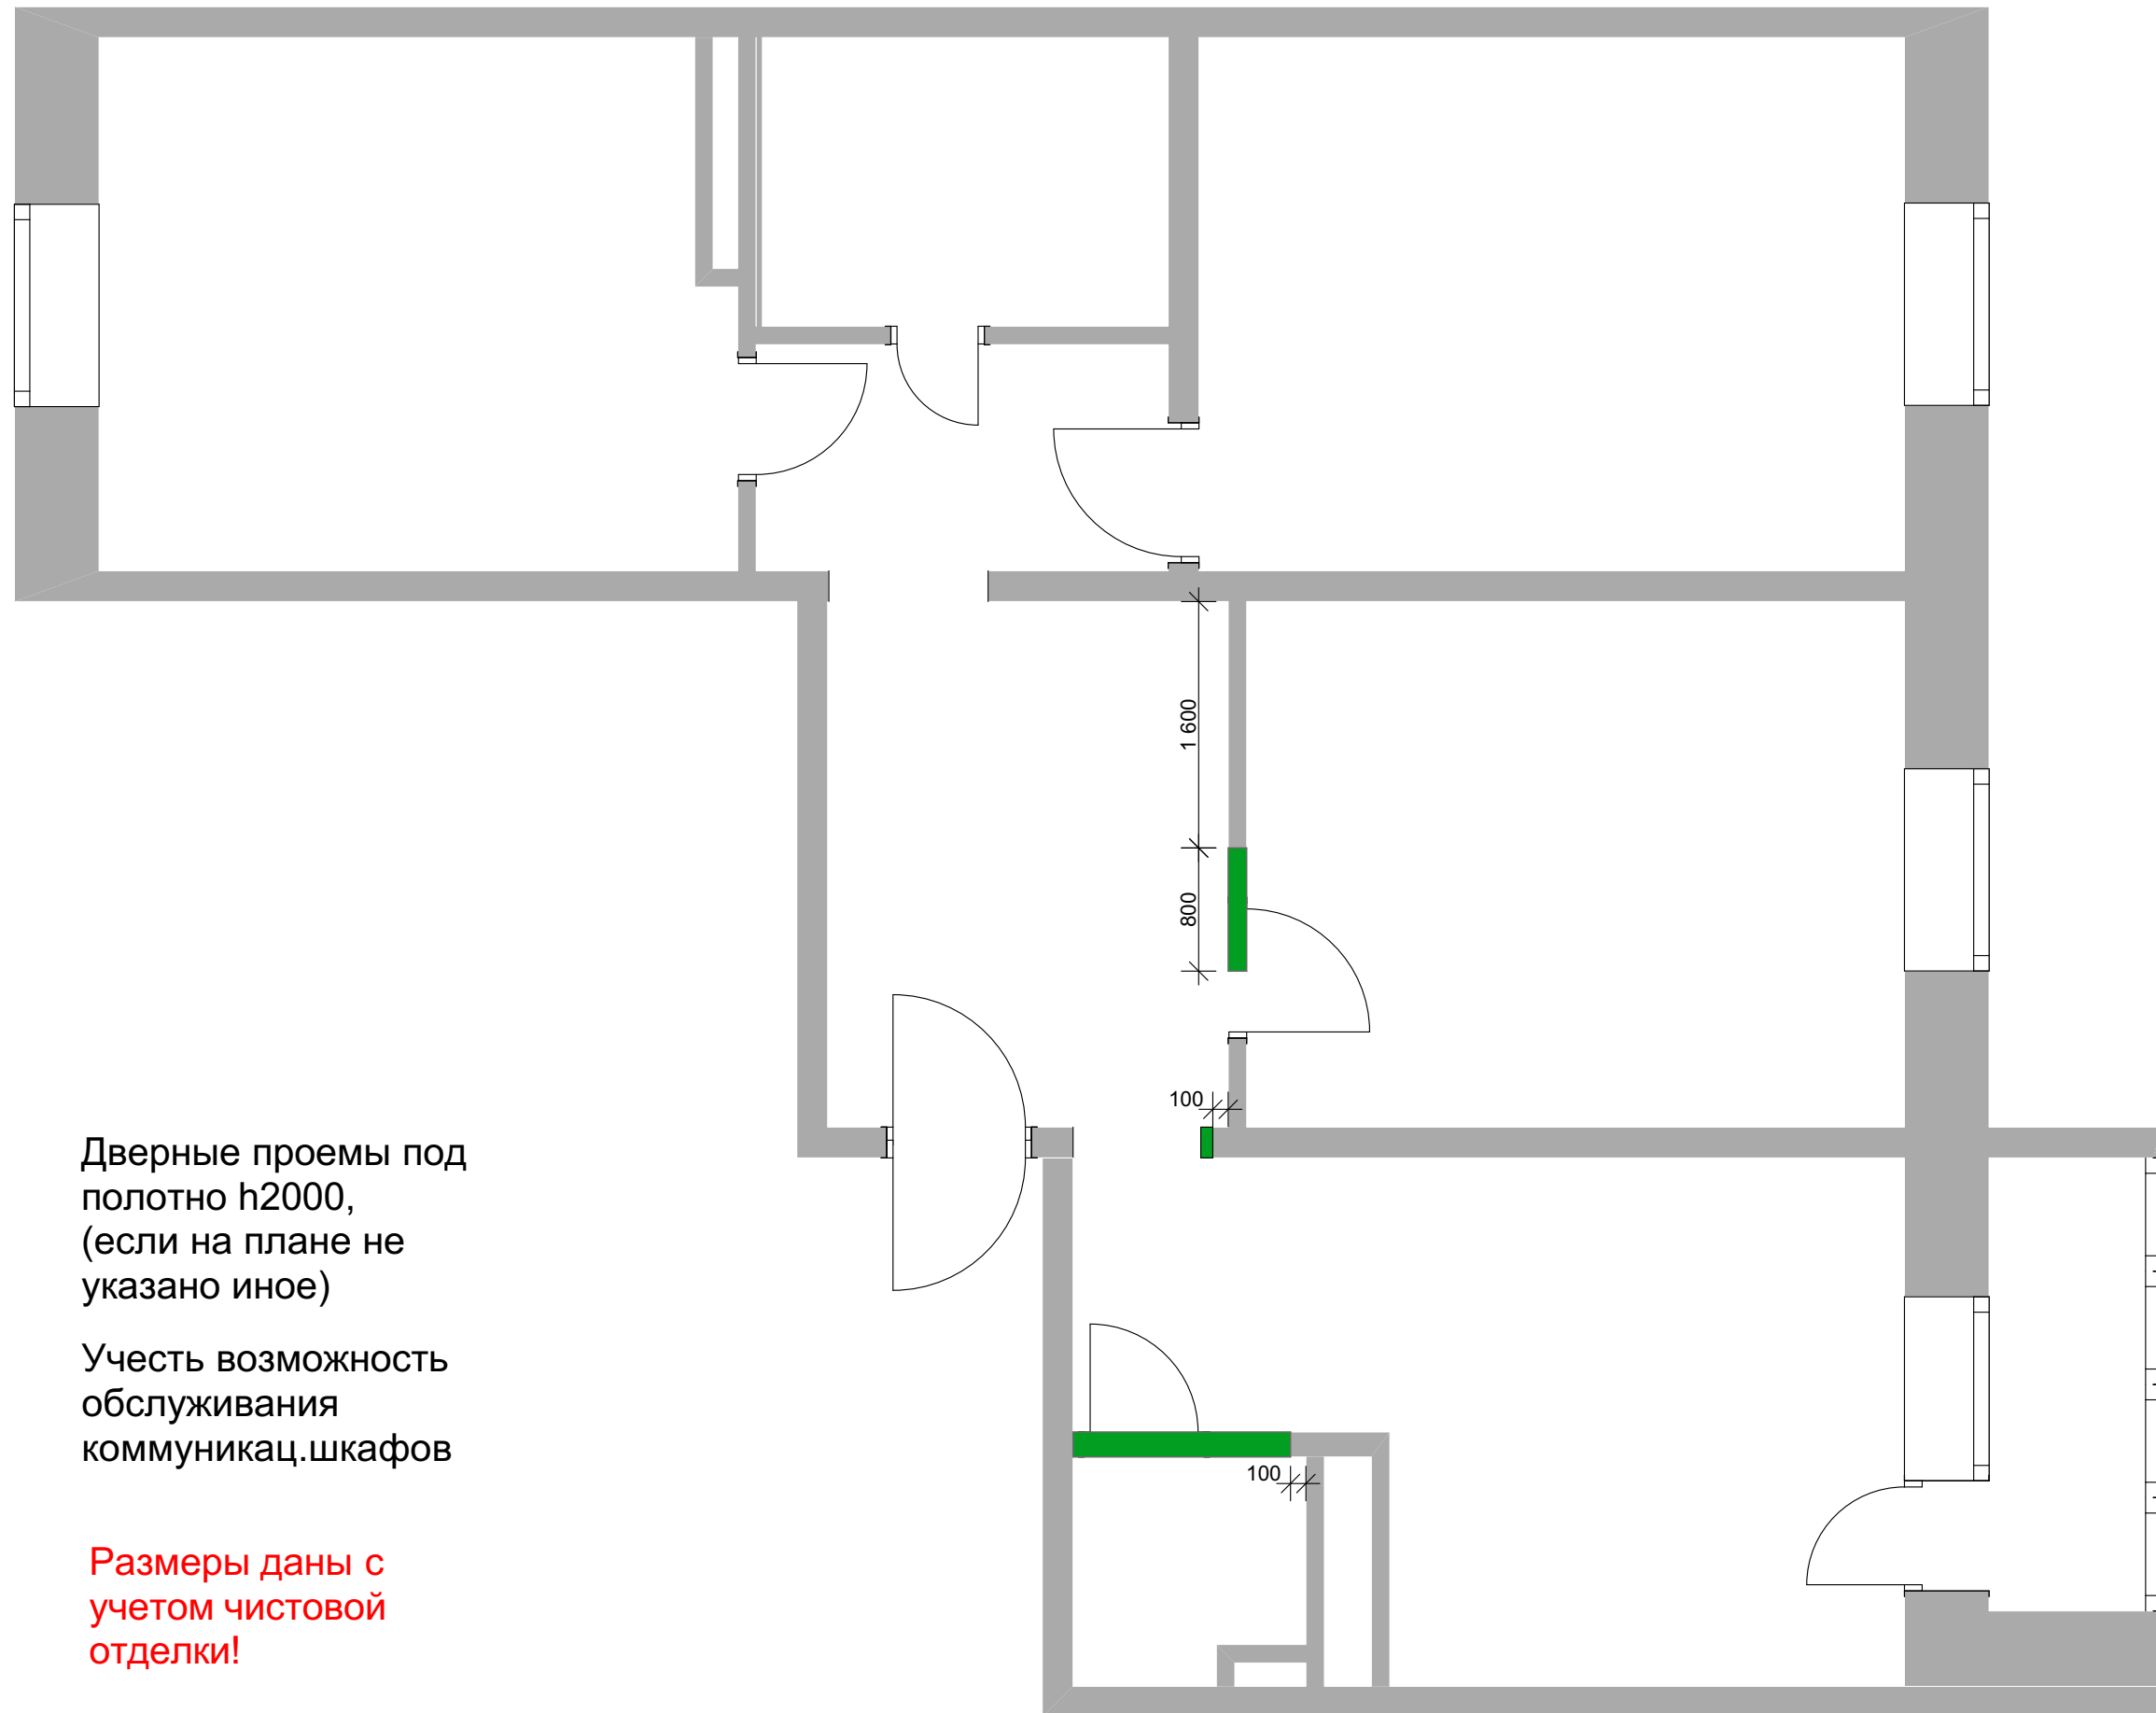 1 600
800
100
Дверные проемы под
полотно h2000,
(если на плане не
указано иное)
Учесть возможность
обслуживания
коммуникац.шкафов
100
Размеры даны с
учетом чистовой
отделки!